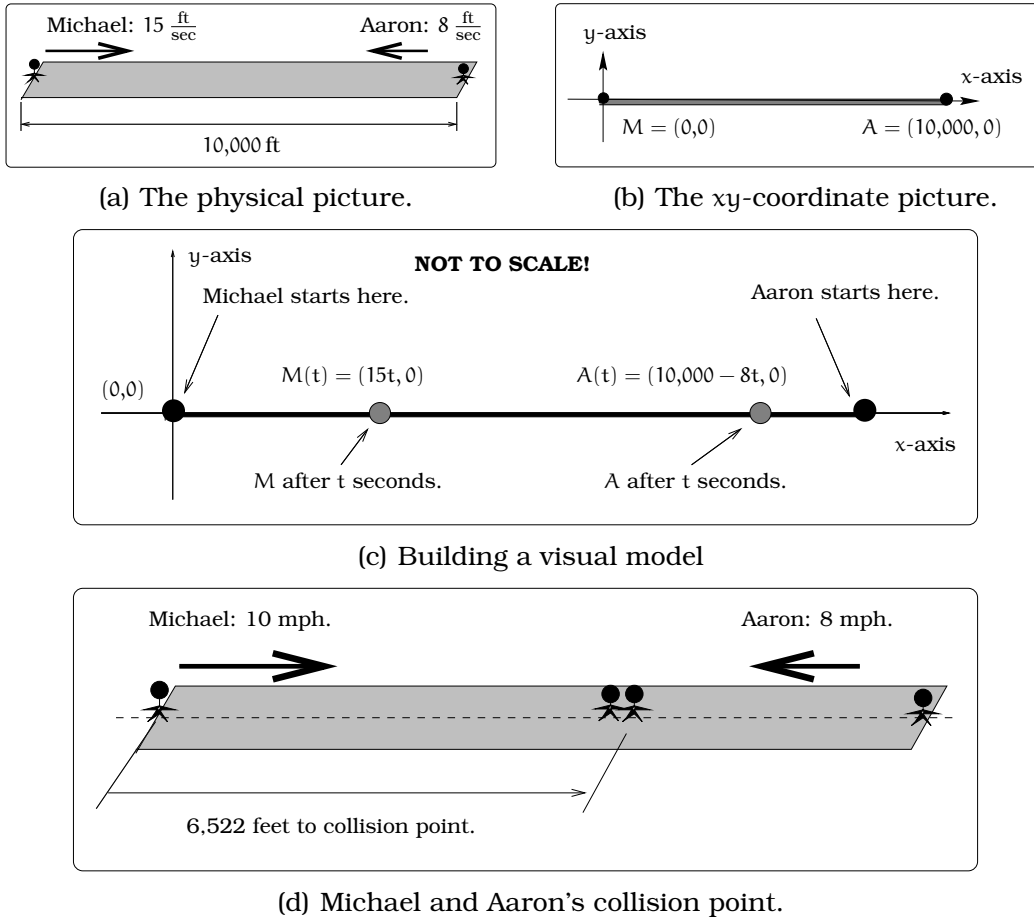 Michael: 15 ft/sec
Aaron: 8 ft/sec
10,000 ft
(a) The physical picture.
y-axis
x-axis
M = (0,0)
A = (10,000, 0)
(b) The xy-coordinate picture.
y-axis
NOT TO SCALE!
Michael starts here.
Aaron starts here.
(0,0)
M(t) = (15t, 0)
A(t) = (10,000 − 8t, 0)
x-axis
M after t seconds.
A after t seconds.
(c) Building a visual model
Michael: 10 mph.
Aaron: 8 mph.
6,522 feet to collision point.
(d) Michael and Aaron's collision point.